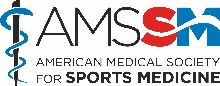 AMSSM
AMERICAN MEDICAL SOCIETY
FOR SPORTS MEDICINE